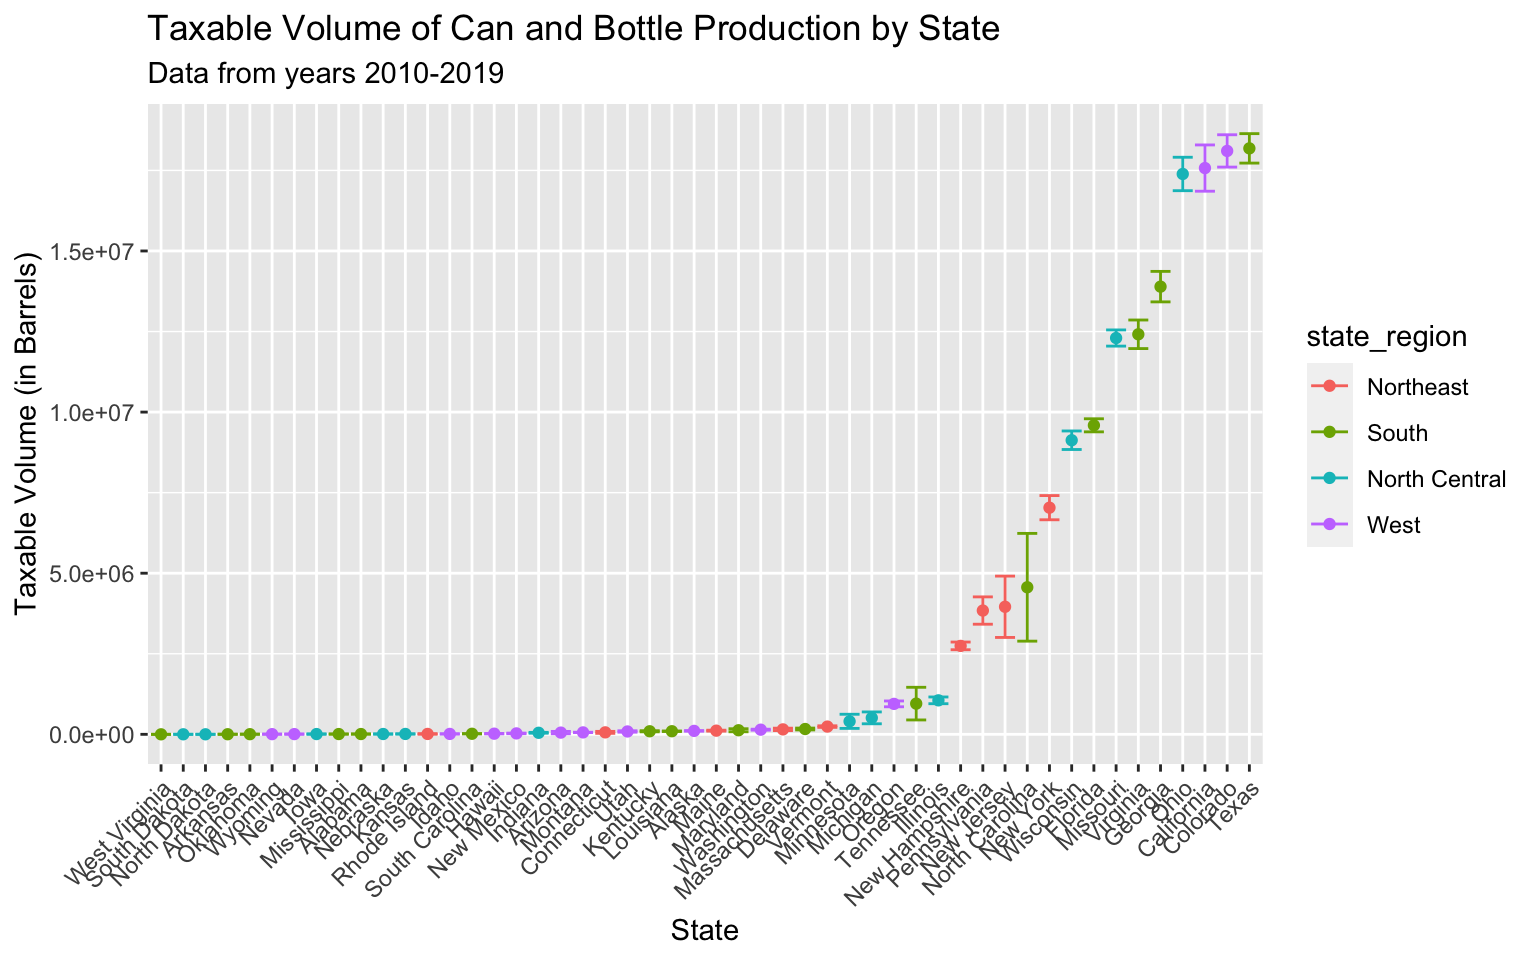 Taxable Volume of Can and Bottle Production by State
Data from years 2010-2019
Taxable Volume (in Barrels)
1.5e+07
1.0e+07
5.0e+06
0.0e+00
West Virginia
South Dakota
North Dakota
Arkansas
Oklahoma
Wyoming
Nevada
Iowa
Mississippi
Alabama
Nebraska
Kansas
Rhode Island
Idaho
South Carolina
Hawaii
New Mexico
Indiana
Arizona
Montana
Connecticut
Utah
Kentucky
Louisiana
Alaska
Maine
Maryland
Washington
Massachusetts
Delaware
Vermont
Minnesota
Michigan
Oregon
Tennessee
Illinois
New Hampshire
Pennsylvania
New Jersey
North Carolina
New York
Wisconsin
Florida
Missouri
Virginia
Georgia
Ohio
California
Colorado
Texas
State
state_region
Northeast
South
North Central
West